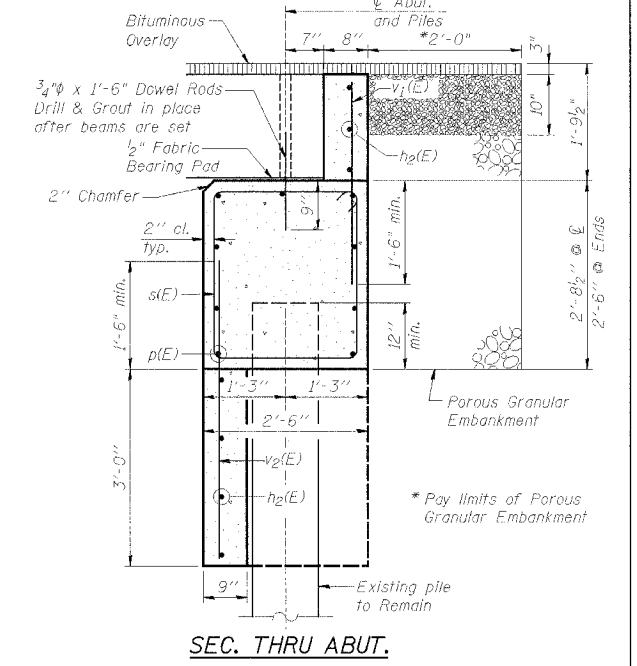 ℄ Abut.
and Piles
Bituminous
Overlay
7"
8"
*2'-0"
3"
¾"φ x 1'-6" Dowel Rods
Drill & Grout in place
after beams are set
v₁(E)
10"
1'-9½"
½" Fabric
Bearing Pad
h₂(E)
2" Chamfer
9"
2" cl.
typ.
1'-6" min.
s(E)
1'-6" min.
2'-8½" @ ℄
2'-6" @ Ends
12"
min.
p(E)
1'-3"
1'-3"
2'-6"
Porous Granular
Embankment
3'-0"
v₂(E)
h₂(E)
* Pay limits of Porous
Granular Embankment
9"
Existing pile
to Remain
SEC. THRU ABUT.